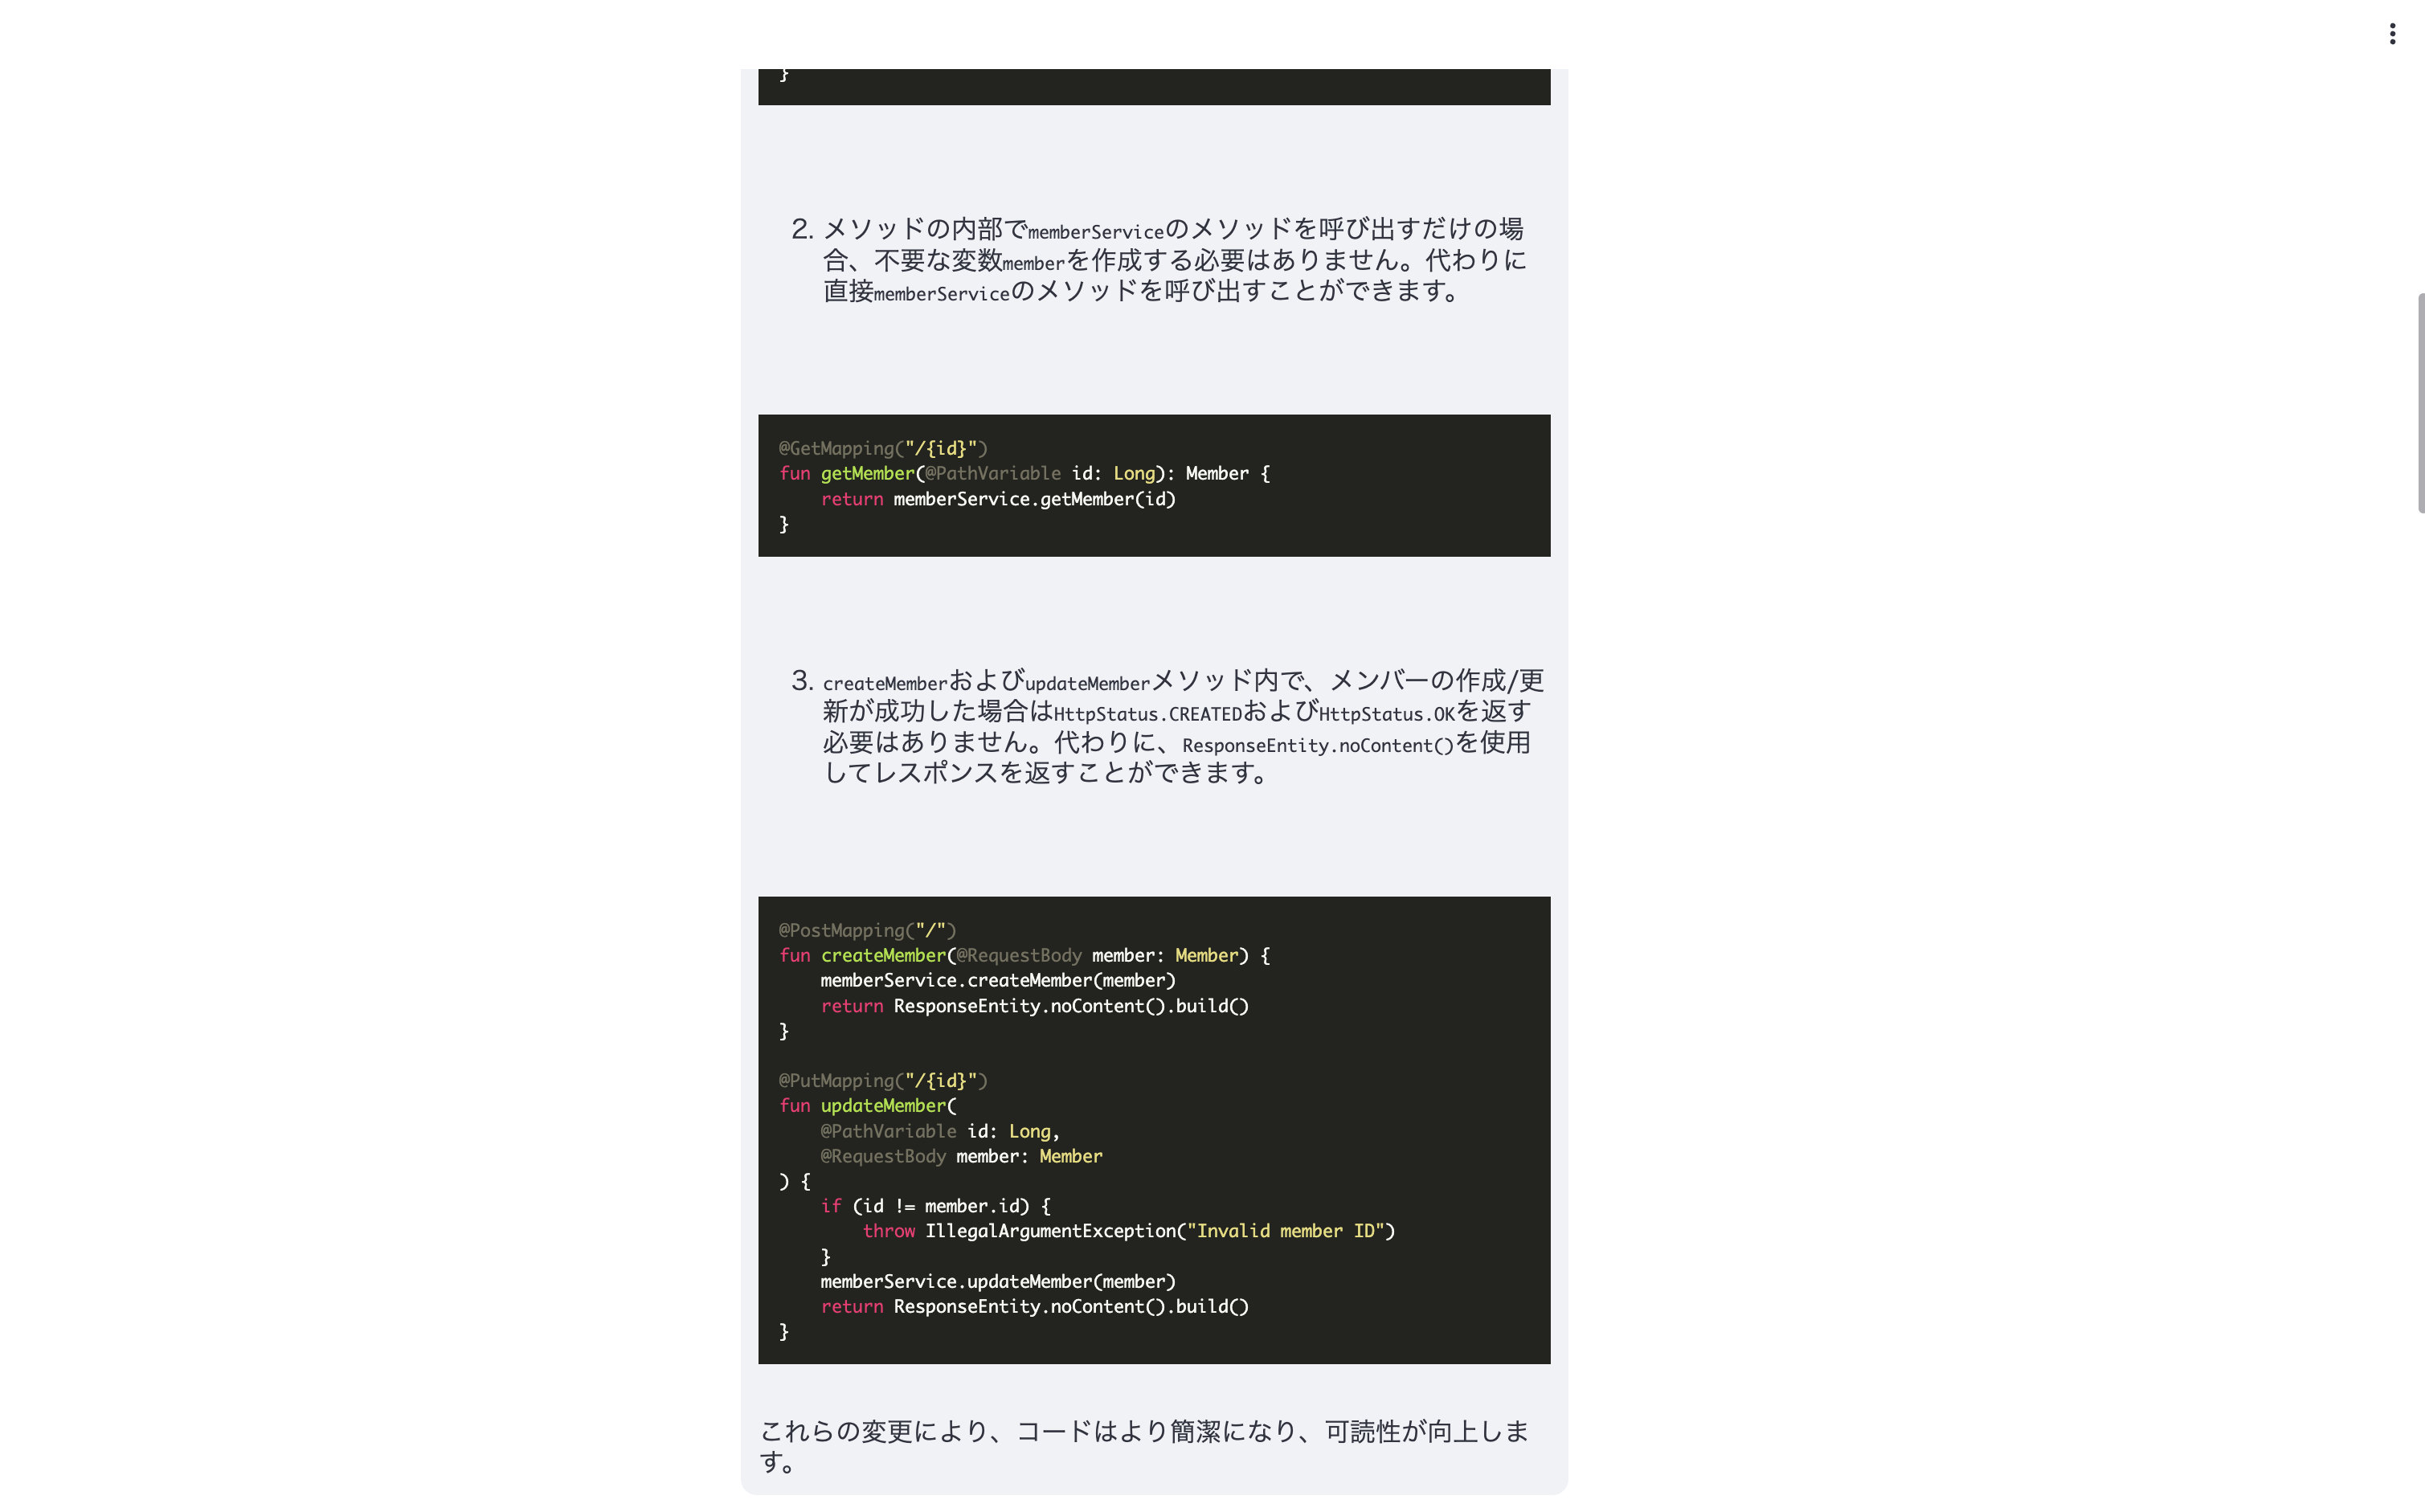 }
2. メソッドの内部でmemberServiceのメソッドを呼び出すだけの場
合、不要な変数memberを作成する必要はありません。代わりに
直接memberServiceのメソッドを呼び出すことができます。
@GetMapping("/{id}")
fun getMember(@PathVariable id: Long): Member {
    return memberService.getMember(id)
}
3. createMemberおよびupdateMemberメソッド内で、メンバーの作成/更
新が成功した場合はHttpStatus.CREATEDおよびHttpStatus.OKを返す
必要はありません。代わりに、ResponseEntity.noContent()を使用
してレスポンスを返すことができます。
@PostMapping("/")
fun createMember(@RequestBody member: Member) {
    memberService.createMember(member)
    return ResponseEntity.noContent().build()
}
@PutMapping("/{id}")
fun updateMember(
    @PathVariable id: Long,
    @RequestBody member: Member
) {
    if (id != member.id) {
        throw IllegalArgumentException("Invalid member ID")
    }
    memberService.updateMember(member)
    return ResponseEntity.noContent().build()
}
これらの変更により、コードはより簡潔になり、可読性が向上しま
す。